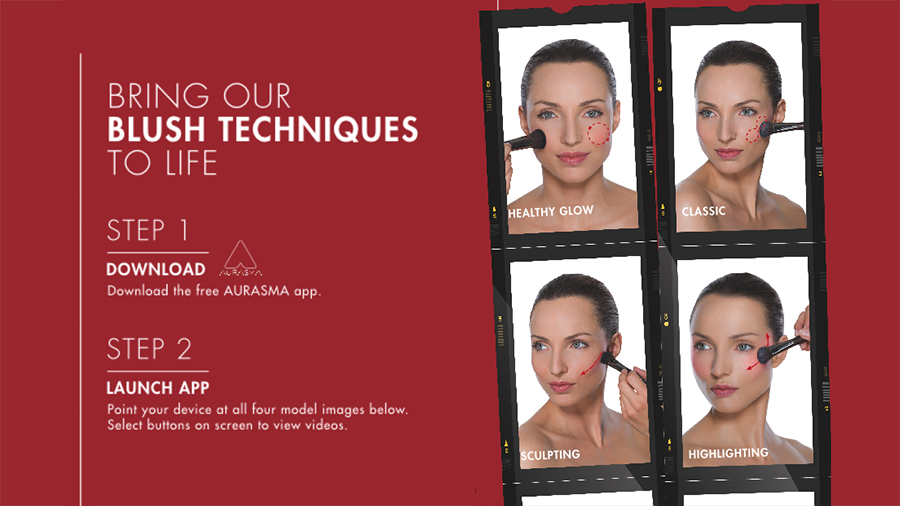 BRING OUR
BLUSH TECHNIQUES
TO LIFE
STEP 1
DOWNLOAD
AURASMA
Download the free AURASMA app.
STEP 2
LAUNCH APP
Point your device at all four model images below.
Select buttons on screen to view videos.
HEALTHY GLOW
CLASSIC
SCULPTING
HIGHLIGHTING